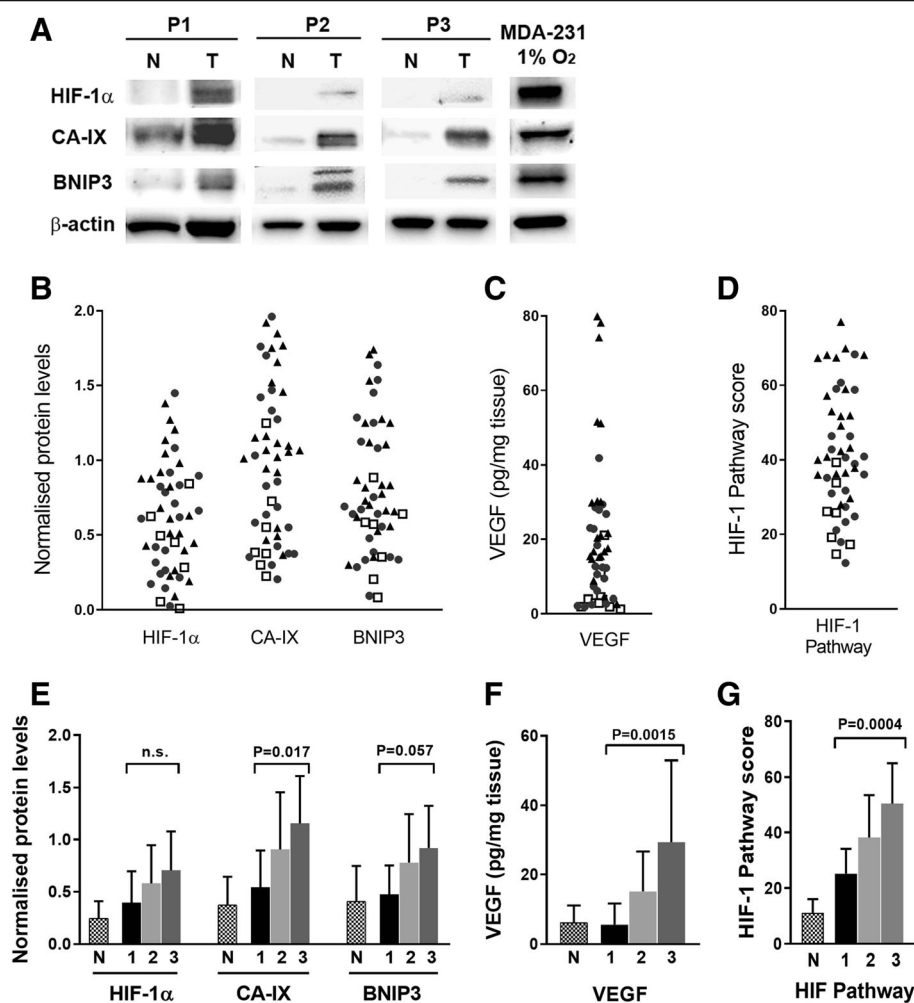 A
P1 P2 P3 MDA-231
N T N T N T 1% O2
HIF-1α
CA-IX
BNIP3
β-actin
B
Normalised protein levels
2.0
1.5
1.0
0.5
0.0
HIF-1α CA-IX BNIP3
C
VEGF (pg/mg tissue)
80
60
40
20
0
VEGF
D
HIF-1 Pathway score
80
60
40
20
0
HIF-1
Pathway
E
Normalised protein levels
2.0
1.5
1.0
0.5
0.0
n.s. P=0.017 P=0.057
N 1 2 3 N 1 2 3 N 1 2 3
HIF-1α CA-IX BNIP3
F
VEGF (pg/mg tissue)
60
40
20
0
P=0.0015
N 1 2 3
VEGF
G
HIF-1 Pathway score
80
60
40
20
0
P=0.0004
N 1 2 3
HIF Pathway